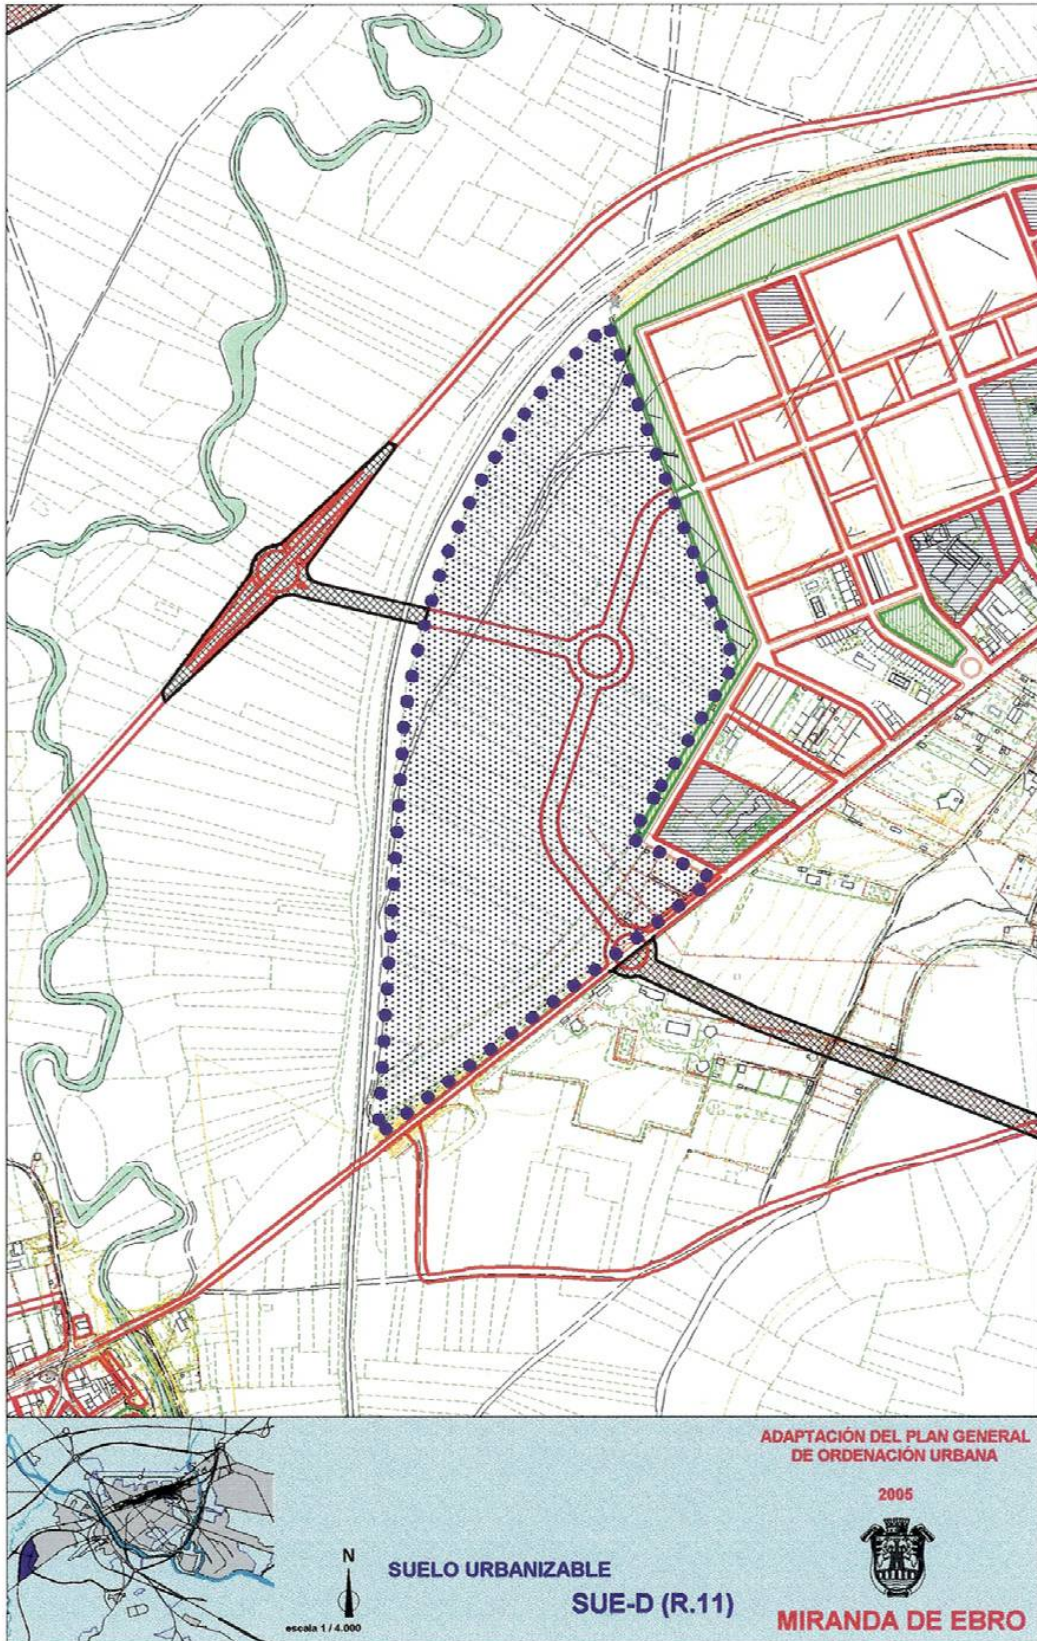 ADAPTACIÓN DEL PLAN GENERAL
DE ORDENACIÓN URBANA
2005
N
SUELO URBANIZABLE
SUE-D (R.11)
escala 1 / 4.000
MIRANDA DE EBRO